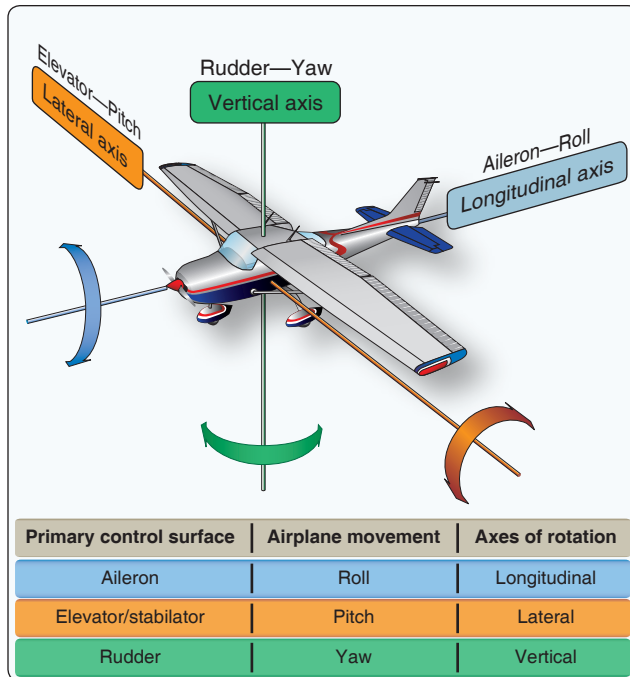 Elevator—Pitch
Lateral axis
Rudder—Yaw
Vertical axis
Aileron—Roll
Longitudinal axis
Primary control surface Airplane movement Axes of rotation
Aileron Roll Longitudinal
Elevator/stabilator Pitch Lateral
Rudder Yaw Vertical